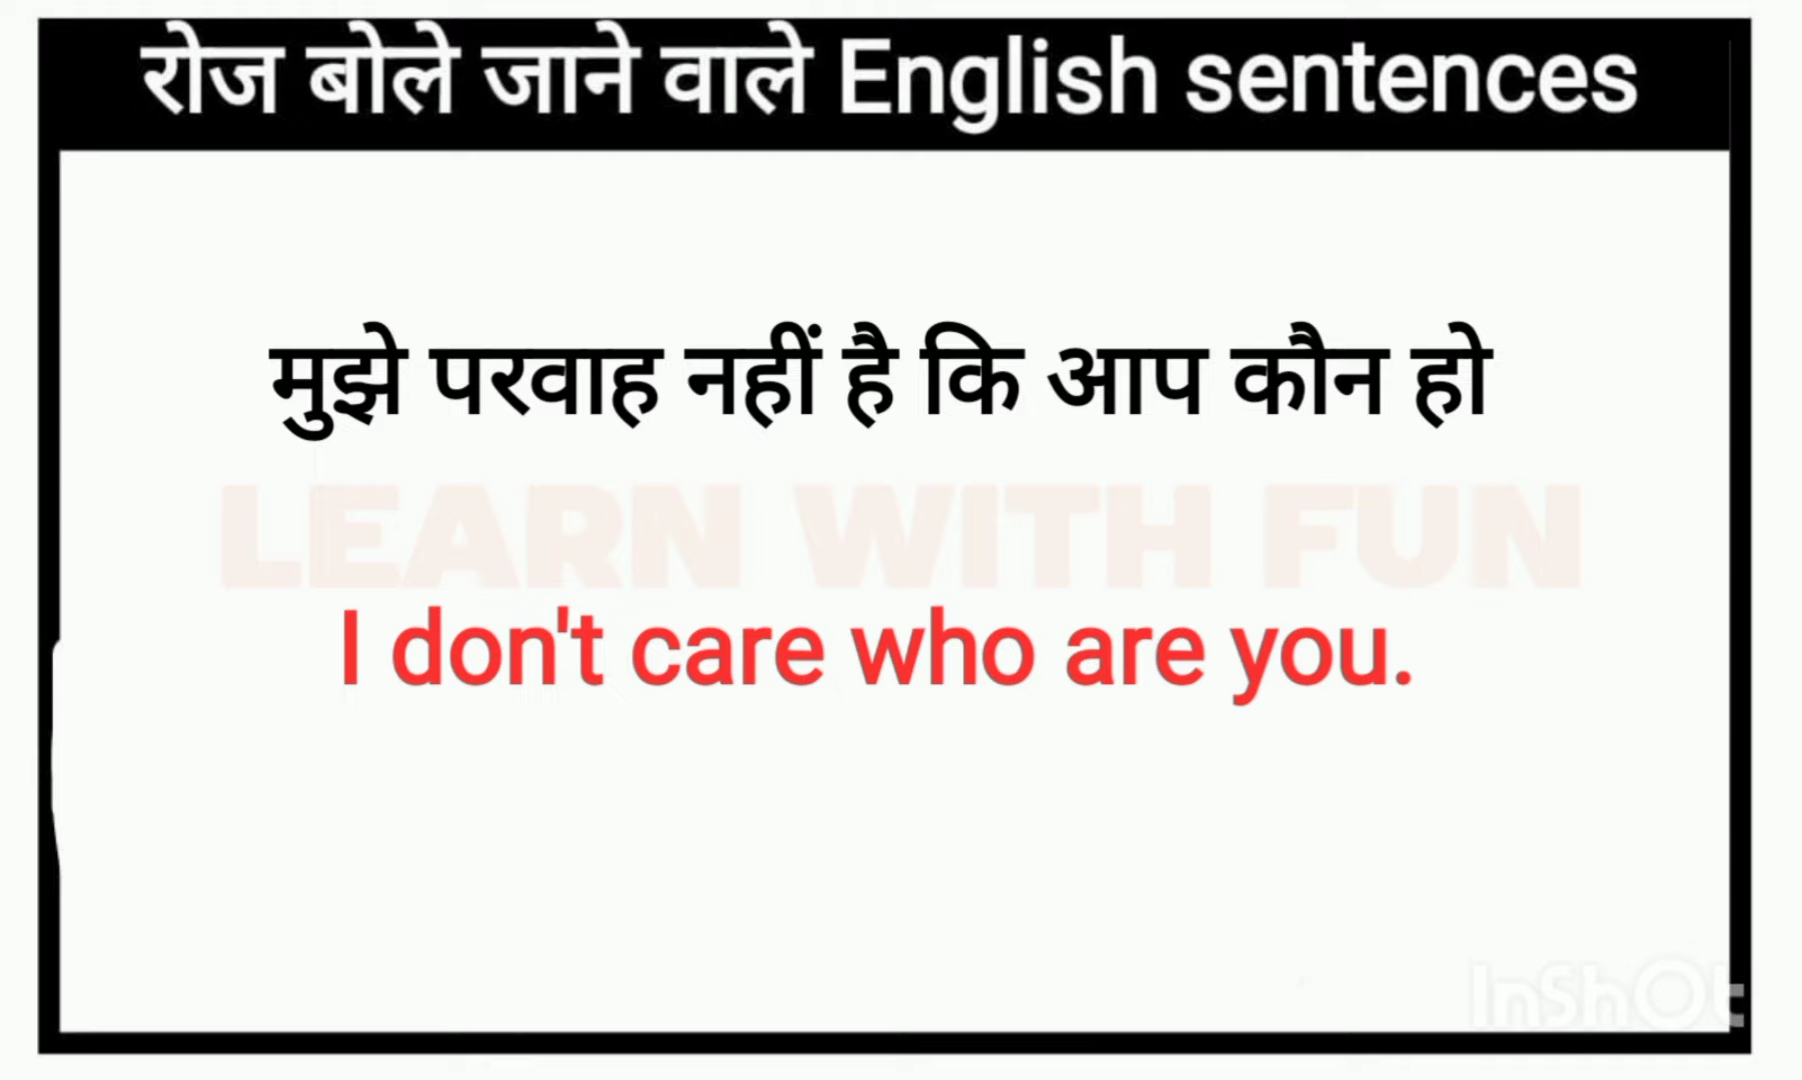 रोज बोले जाने वाले English sentences
मुझे परवाह नहीं है कि आप कौन हो
LEARN WITH FUN
I don't care who are you.
InShOt